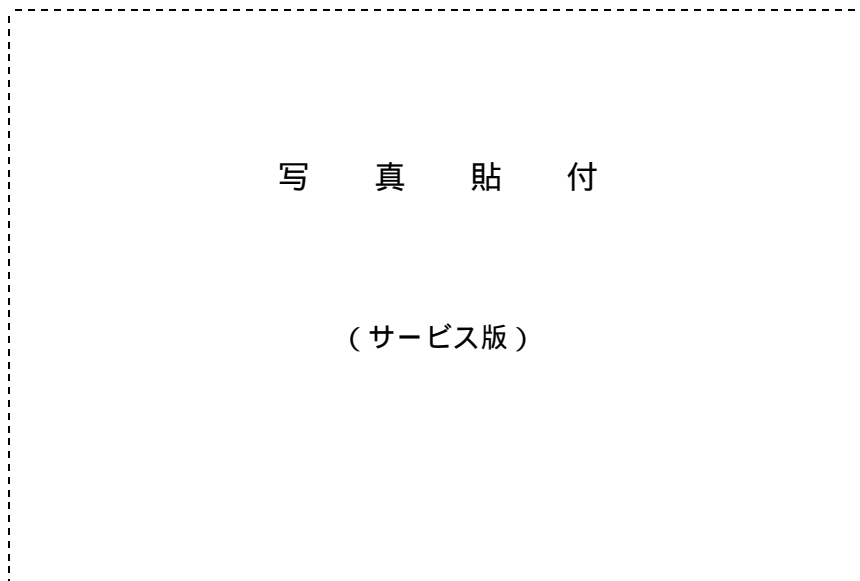 写　真　貼　付
（サービス版）